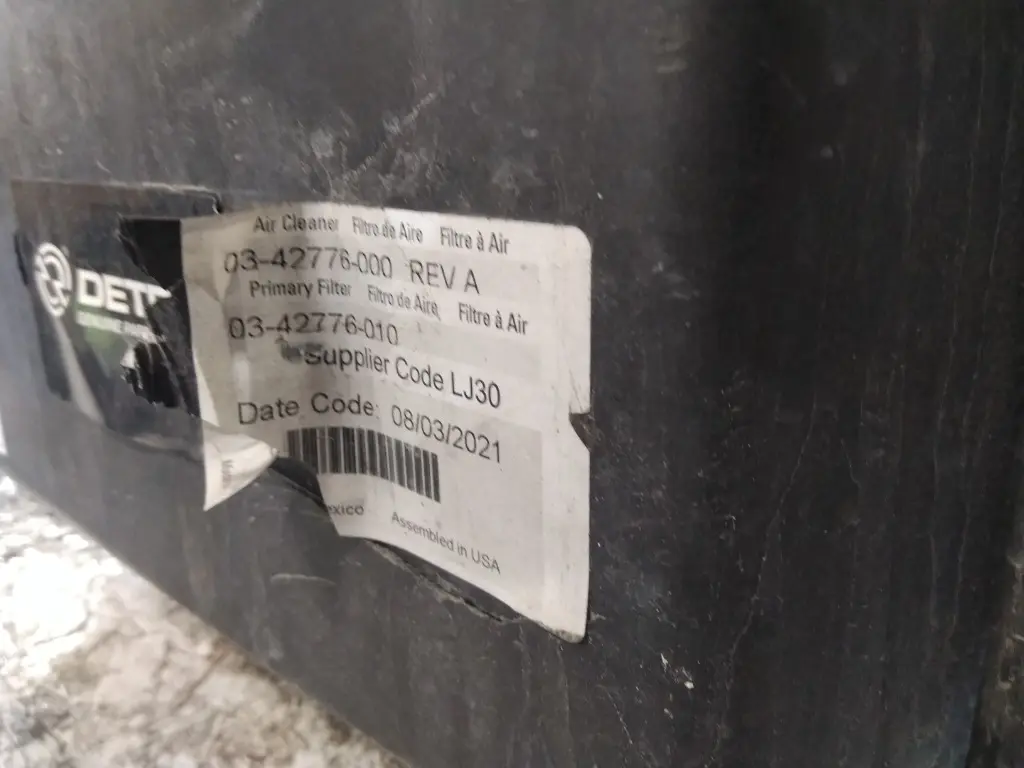 DET
Air Cleaner Filtro de Aire Filtre à Air
03-42776-000 REV A
Primary Filter Filtro de Aire, Filtre à Air
03-42776-010
Supplier Code LJ30
Date Code: 08/03/2021
exico Assembled in USA